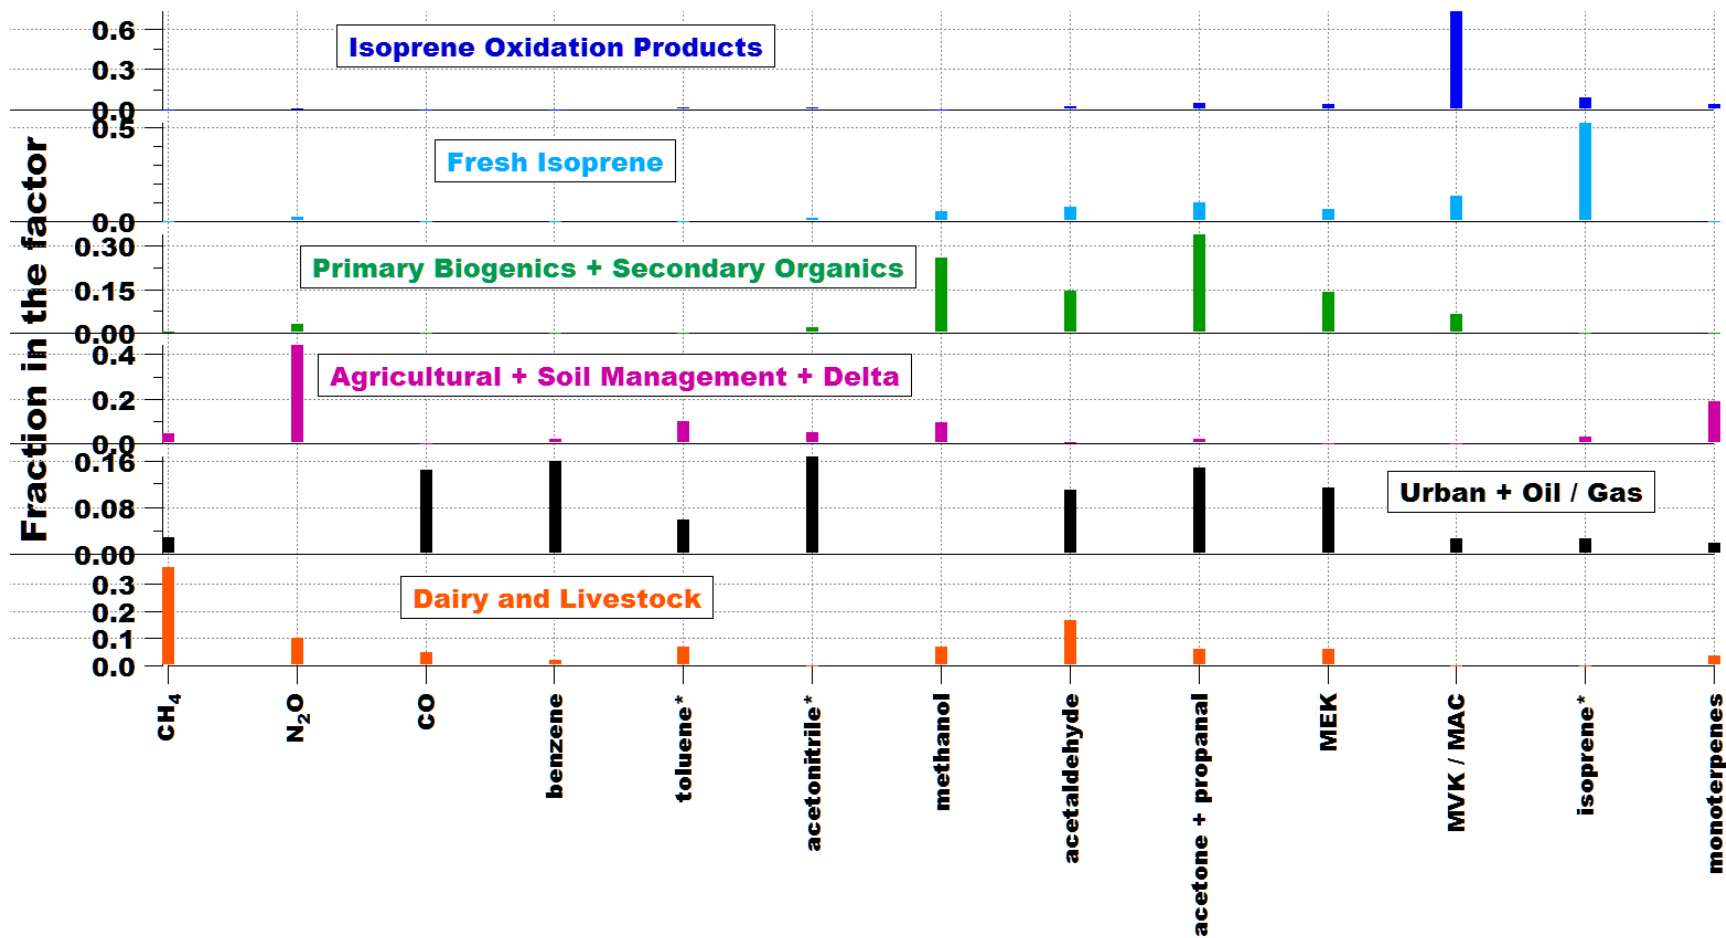 Fraction in the factor
0.6
0.3
0.0
Isoprene Oxidation Products
0.5
0.0
Fresh Isoprene
0.30
0.15
0.00
Primary Biogenics + Secondary Organics
0.4
0.2
0.0
Agricultural + Soil Management + Delta
0.16
0.08
0.00
Urban + Oil / Gas
0.3
0.2
0.1
0.0
Dairy and Livestock
CH₄
N₂O
CO
benzene
toluene*
acetonitrile*
methanol
acetaldehyde
acetone + propanal
MEK
MVK / MAC
isoprene*
monoterpenes